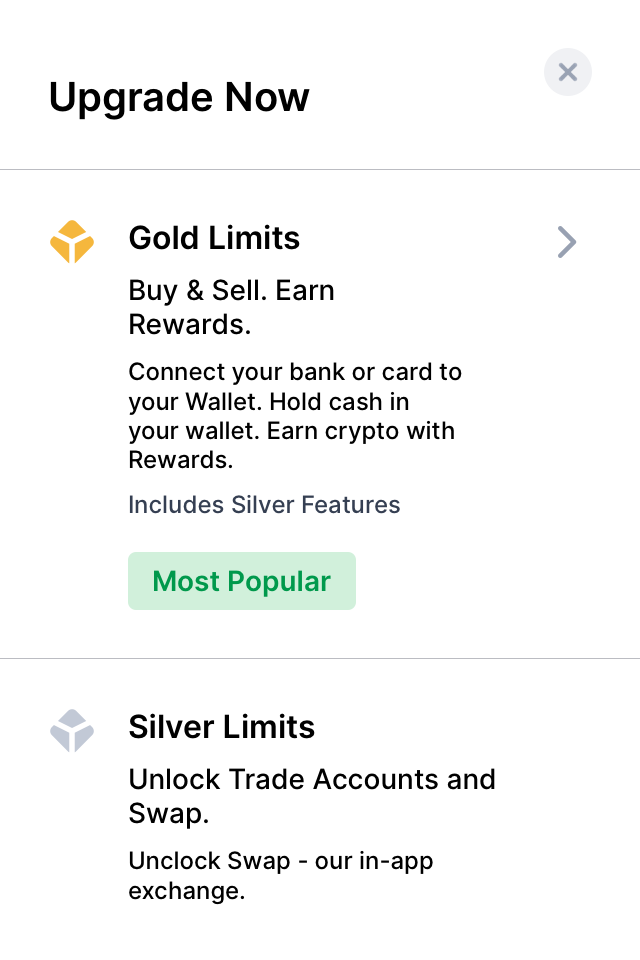 Upgrade Now
Gold Limits
Buy & Sell. Earn
Rewards.
Connect your bank or card to
your Wallet. Hold cash in
your wallet. Earn crypto with
Rewards.
Includes Silver Features
Most Popular
Silver Limits
Unlock Trade Accounts and
Swap.
Unclock Swap - our in-app
exchange.